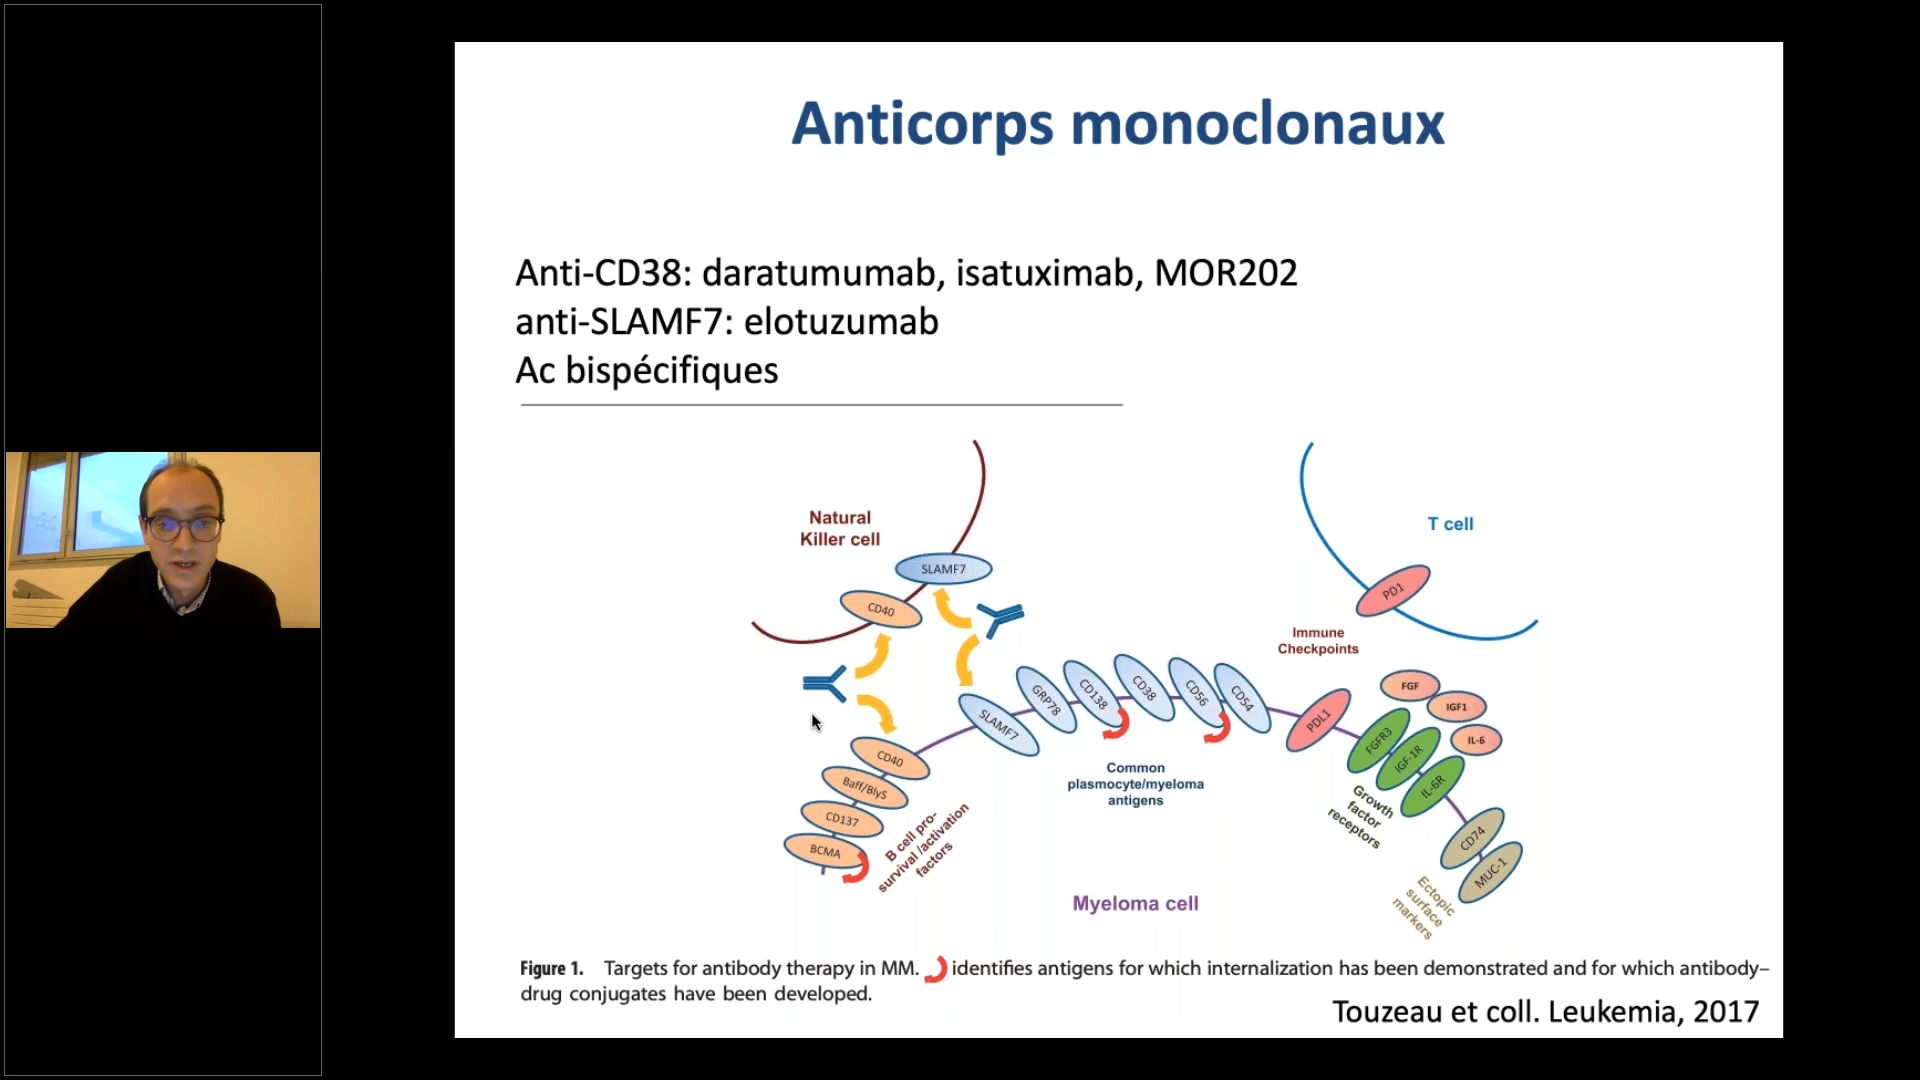 Anticorps monoclonaux
Anti-CD38: daratumumab, isatuximab, MOR202
anti-SLAMF7: elotuzumab
Ac bispécifiques
Natural
Killer cell
SLAMF7
CD40
T cell
PD1
Immune
Checkpoints
CD40
Baff/BlyS
CD137
BCMA
B cell pro-
survival /activation
factors
SLAMF7
GRP78
CD138
CD38
CD56
CD54
Common
plasmocyte/myeloma
antigens
PDL1
FGF
IGF1
IL-6
FGFR3
IGF-1R
IL-6R
Growth
factor
receptors
CD74
MUC-1
Ectopic
surface
markers
Myeloma cell
Figure 1. Targets for antibody therapy in MM. identifies antigens for which internalization has been demonstrated and for which antibody–
drug conjugates have been developed.
Touzeau et coll. Leukemia, 2017